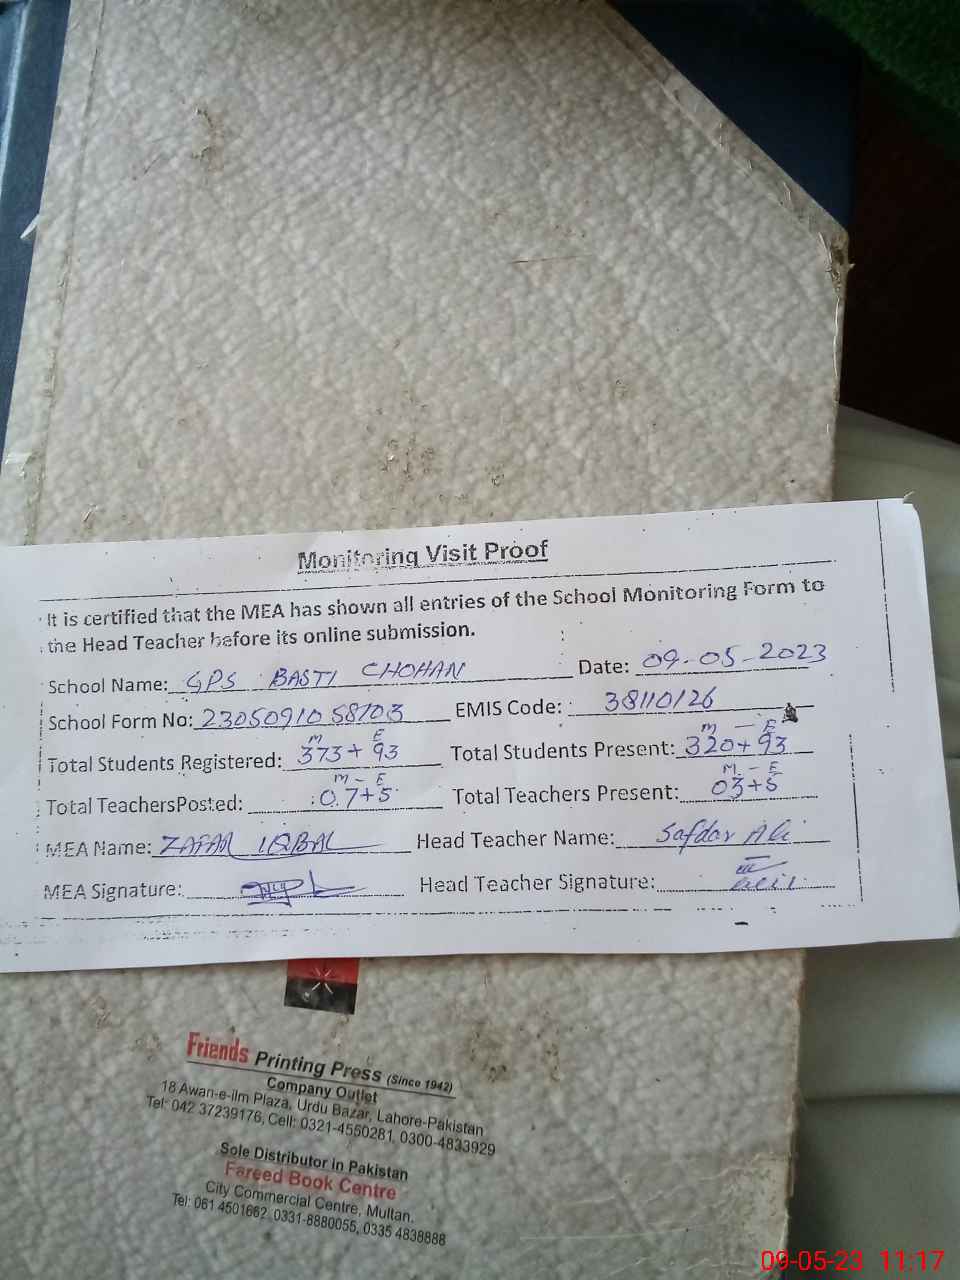 Monitoring Visit Proof
It is certified that the MEA has shown all entries of the School Monitoring Form to
the Head Teacher before its online submission.
School Name: GPS BASTI CHOHAN Date: 09-05-2023
School Form No: 2305091058703 EMIS Code: 38110126
M E M - E
Total Students Registered: 373+93 Total Students Present: 320+93
M - E M - E
Total TeachersPosted: 07+5 Total Teachers Present: 03+5
MEA Name: ZAFAR IQBAL Head Teacher Name: Safdar Ali
MEA Signature: Head Teacher Signature:
Friends Printing Press (Since 1942)
Company Outlet
18 Awan-e-ilm Plaza, Urdu Bazar, Lahore-Pakistan
Tel: 042 37239176, Cell: 0321-4550281, 0300-4833929
Sole Distributor in Pakistan
Fareed Book Centre
City Commercial Centre, Multan.
Tel: 061 4501662, 0331-8880055, 0335 4838888
09-05-23 11:17